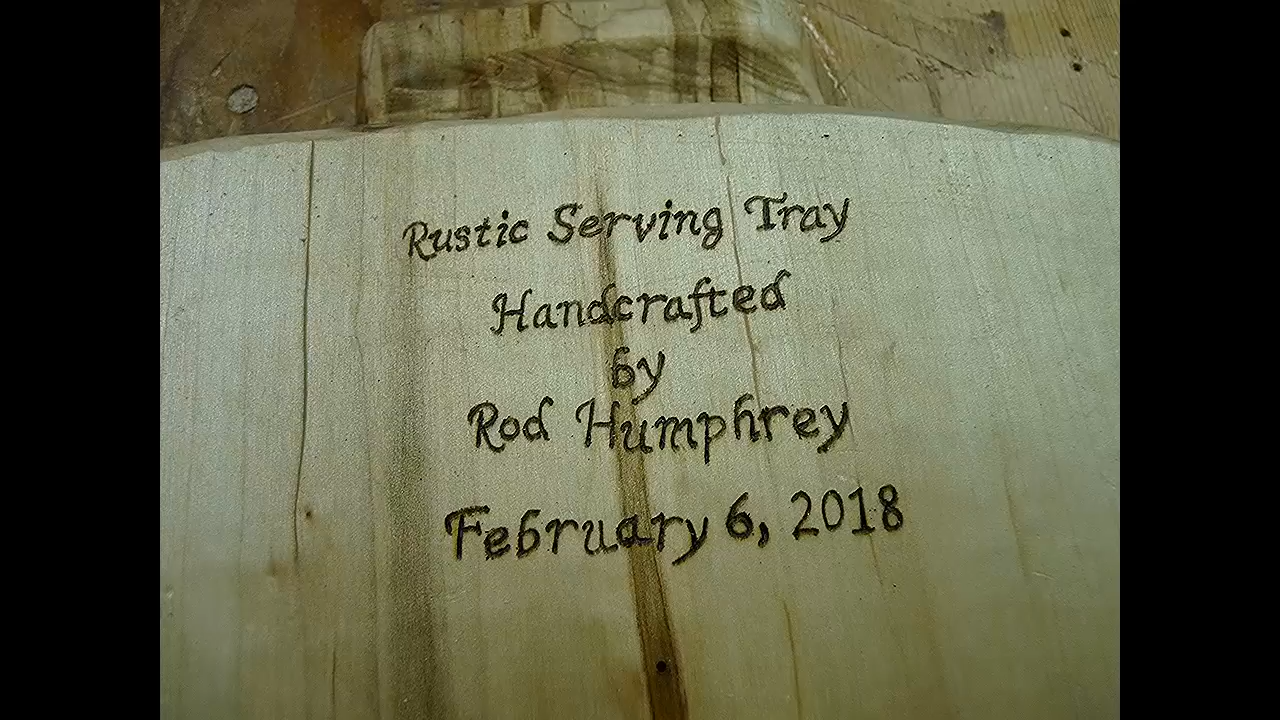 Rustic Serving Tray
Handcrafted
by
Rod Humphrey
February 6, 2018